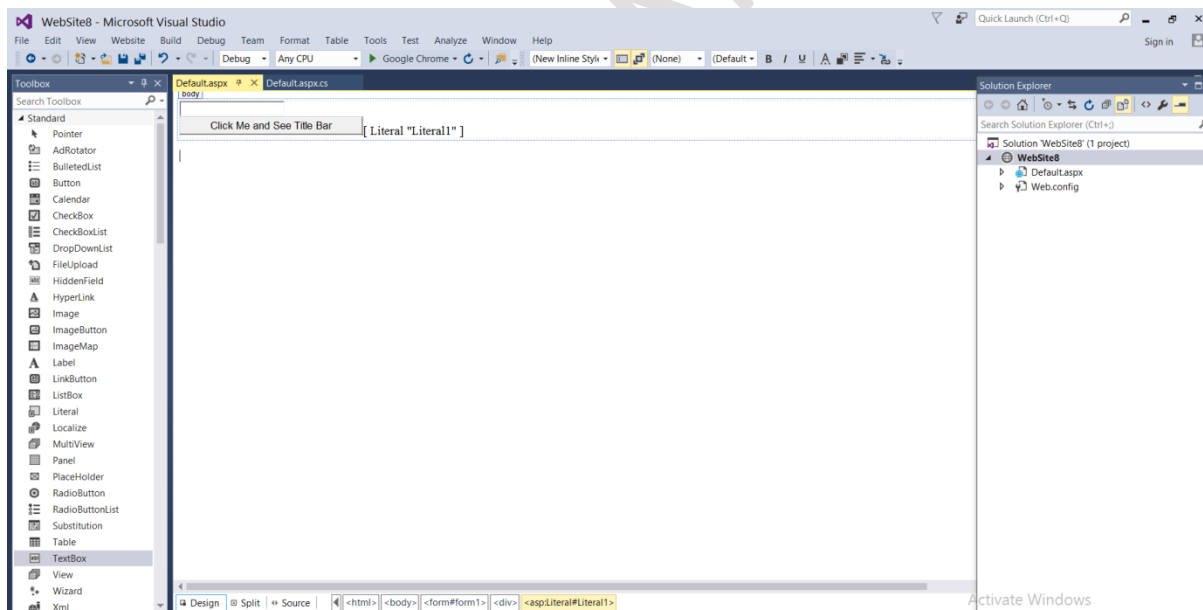 WebSite8 - Microsoft Visual Studio
Quick Launch (Ctrl+Q)
File Edit View Website Build Debug Team Format Table Tools Test Analyze Window Help
Sign in
Debug Any CPU Google Chrome (New Inline Style (None) (Default B I U A
Toolbox
Search Toolbox
Standard
Pointer
AdRotator
BulletedList
Button
Calendar
CheckBox
CheckBoxList
DropDownList
FileUpload
HiddenField
HyperLink
Image
ImageButton
ImageMap
Label
LinkButton
ListBox
Literal
Localize
MultiView
Panel
PlaceHolder
RadioButton
RadioButtonList
Substitution
Table
TextBox
View
Wizard
Xml
Default.aspx Default.aspx.cs
body
Click Me and See Title Bar [ Literal "Literal1" ]
Design Split Source <html> <body> <form#form1> <div> <asp:Literal#Literal1>
Solution Explorer
Search Solution Explorer (Ctrl+;)
Solution 'WebSite8' (1 project)
WebSite8
Default.aspx
Web.config
Activate Windows